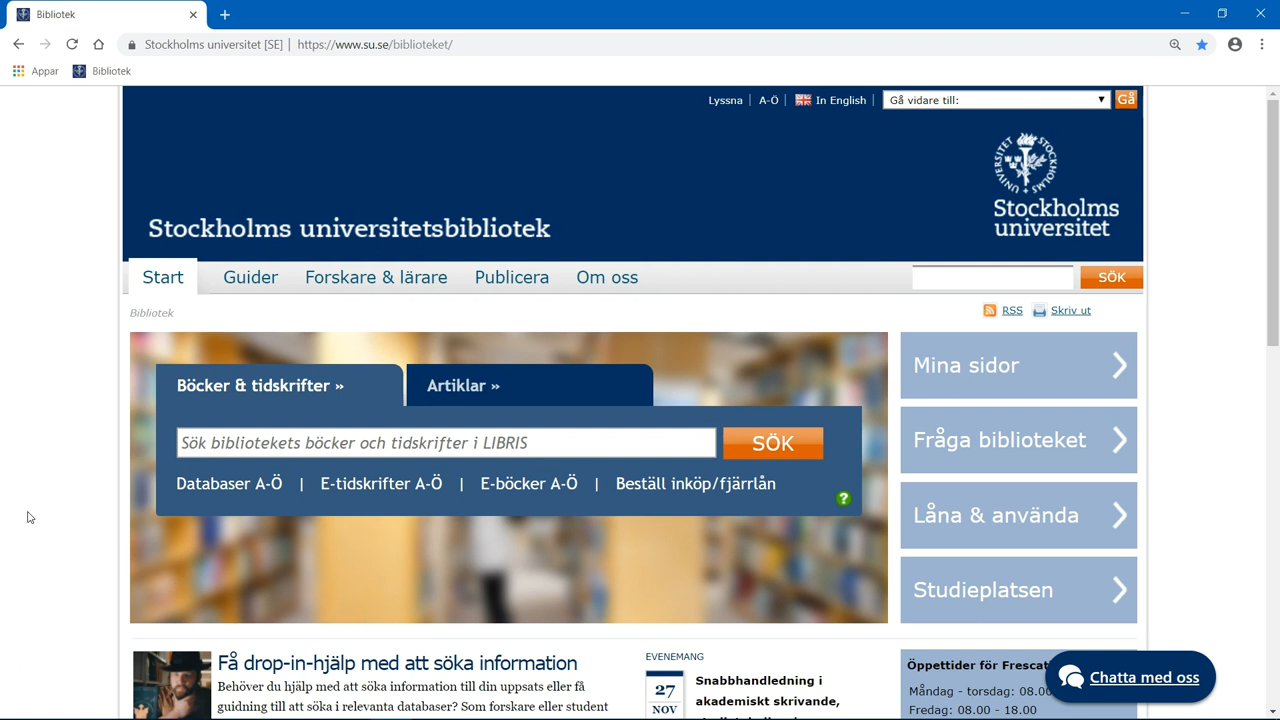 Bibliotek
Stockholms universitet [SE] | https://www.su.se/biblioteket/
Appar Bibliotek
Lyssna A-Ö In English Gå vidare till: Gå
Stockholms universitetsbibliotek
Stockholms universitet
Start Guider Forskare & lärare Publicera Om oss SÖK
Bibliotek
RSS Skriv ut
Böcker & tidskrifter » Artiklar »
Sök bibliotekets böcker och tidskrifter i LIBRIS SÖK
Databaser A-Ö | E-tidskrifter A-Ö | E-böcker A-Ö | Beställ inköp/fjärrlån
?
Mina sidor
Fråga biblioteket
Låna & använda
Studieplatsen
Få drop-in-hjälp med att söka information
Behöver du hjälp med att söka information till din uppsats eller få
guidning till att söka i relevanta databaser? Som forskare eller student
EVENEMANG
27
NOV
Snabbhandledning i
akademiskt skrivande,
Öppettider för
Måndag - torsdag:
Fredag: 08.00 - 18.00
Chatta med oss